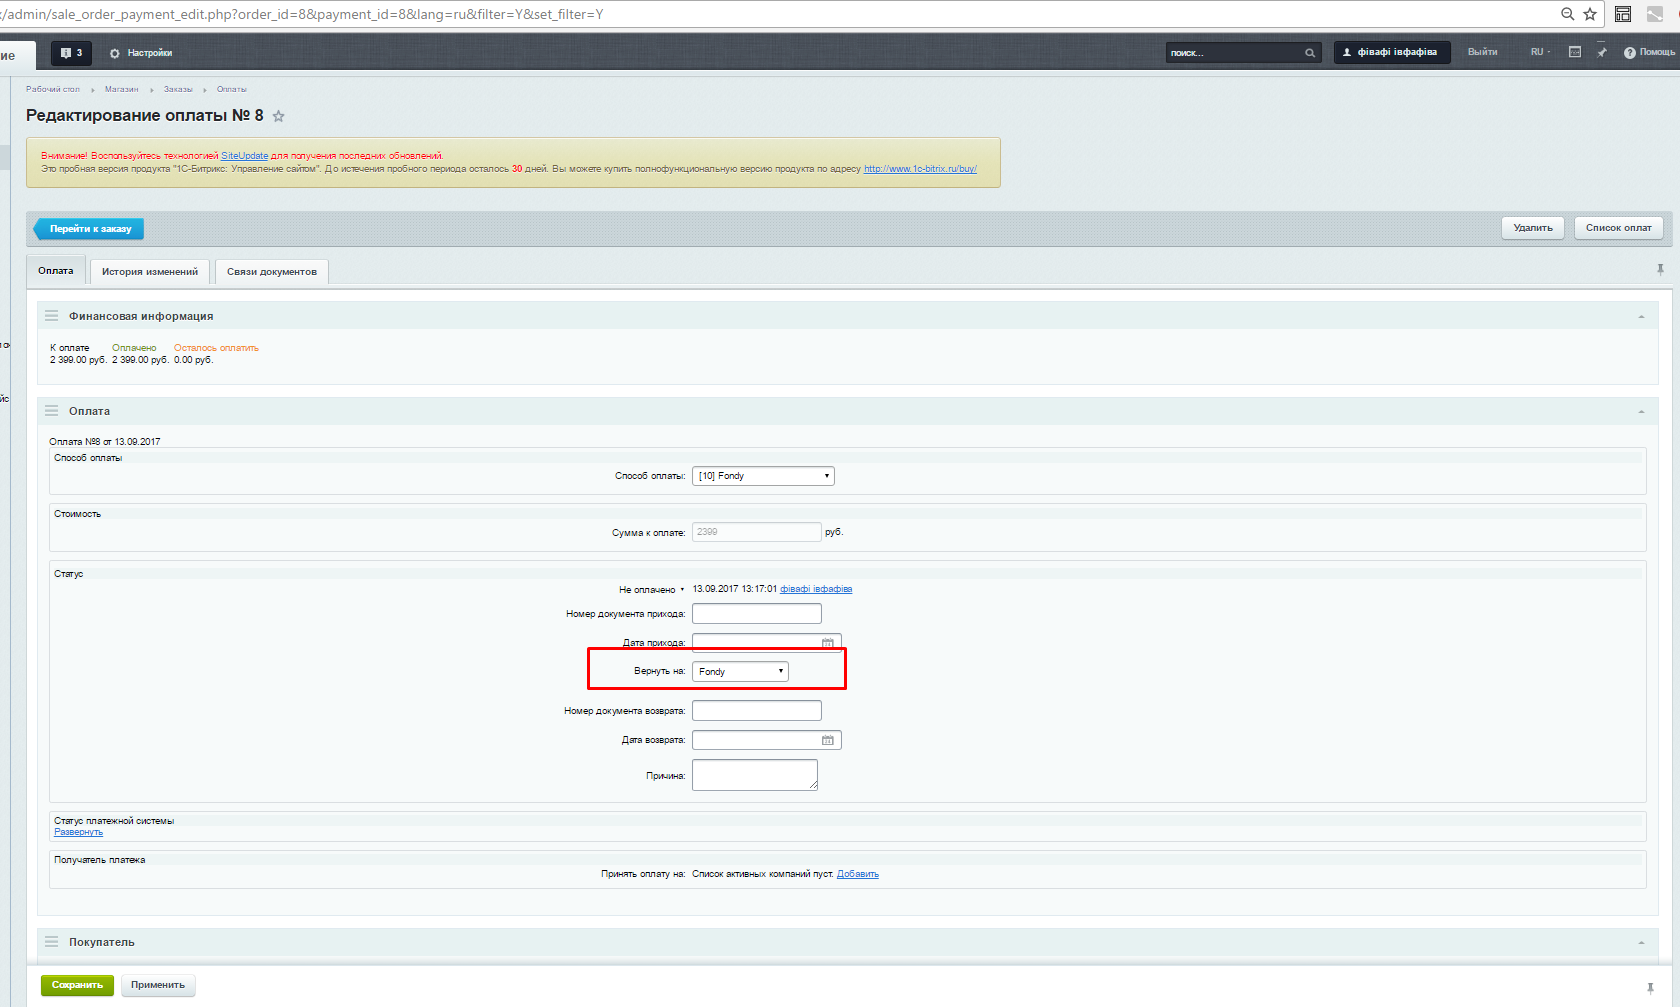 :/admin/sale_order_payment_edit.php?order_id=8&payment_id=8&lang=ru&filter=Y&set_filter=Y
ие 3 Настройки поиск... фівафі івфафіва Выйти RU Помощь
Рабочий стол Магазин Заказы Оплаты
Редактирование оплаты № 8
Внимание! Воспользуйтесь технологией SiteUpdate для получения последних обновлений.
Это пробная версия продукта "1С-Битрикс: Управление сайтом". До истечения пробного периода осталось 30 дней. Вы можете купить полнофункциональную версию продукта по адресу http://www.1c-bitrix.ru/buy/
Перейти к заказу Удалить Список оплат
Оплата История изменений Связи документов
Финансовая информация
К оплате Оплачено Осталось оплатить
2 399.00 руб. 2 399.00 руб. 0.00 руб.
йс
Оплата
Оплата №8 от 13.09.2017
Способ оплаты
Способ оплаты: [10] Fondy
Стоимость
Сумма к оплате: 2399 руб.
Статус
Не оплачено 13.09.2017 13:17:01 фівафі івфафіва
Номер документа прихода:
Дата прихода:
Вернуть на: Fondy
Номер документа возврата:
Дата возврата:
Причина:
Статус платежной системы
Развернуть
Получатель платежа
Принять оплату на: Список активных компаний пуст. Добавить
Покупатель
Сохранить Применить